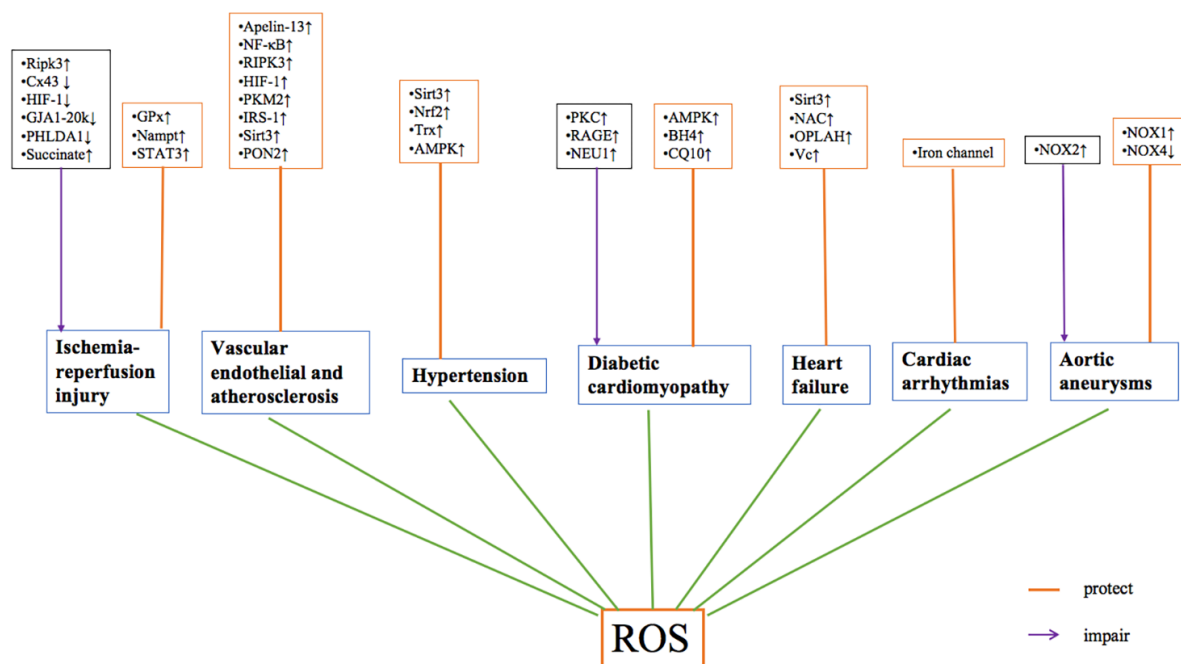 •Ripk3↑
•Cx43 ↓
•HIF-1↓
•GJA1-20k↓
•PHLDA1↓
•Succinate↑
•GPx↑
•Nampt↑
•STAT3↑
•Apelin-13↑
•NF-κB↑
•RIPK3↑
•HIF-1↑
•PKM2↑
•IRS-1↑
•Sirt3↑
•PON2↑
•Sirt3↑
•Nrf2↑
•Trx↑
•AMPK↑
•PKC↑
•RAGE↑
•NEU1↑
•AMPK↑
•BH4↑
•CQ10↑
•Sirt3↑
•NAC↑
•OPLAH↑
•Vc↑
•Iron channel
•NOX2↑
•NOX1↑
•NOX4↓
Ischemia-
reperfusion
injury
Vascular
endothelial and
atherosclerosis
Hypertension
Diabetic
cardiomyopathy
Heart
failure
Cardiac
arrhythmias
Aortic
aneurysms
ROS
protect
impair